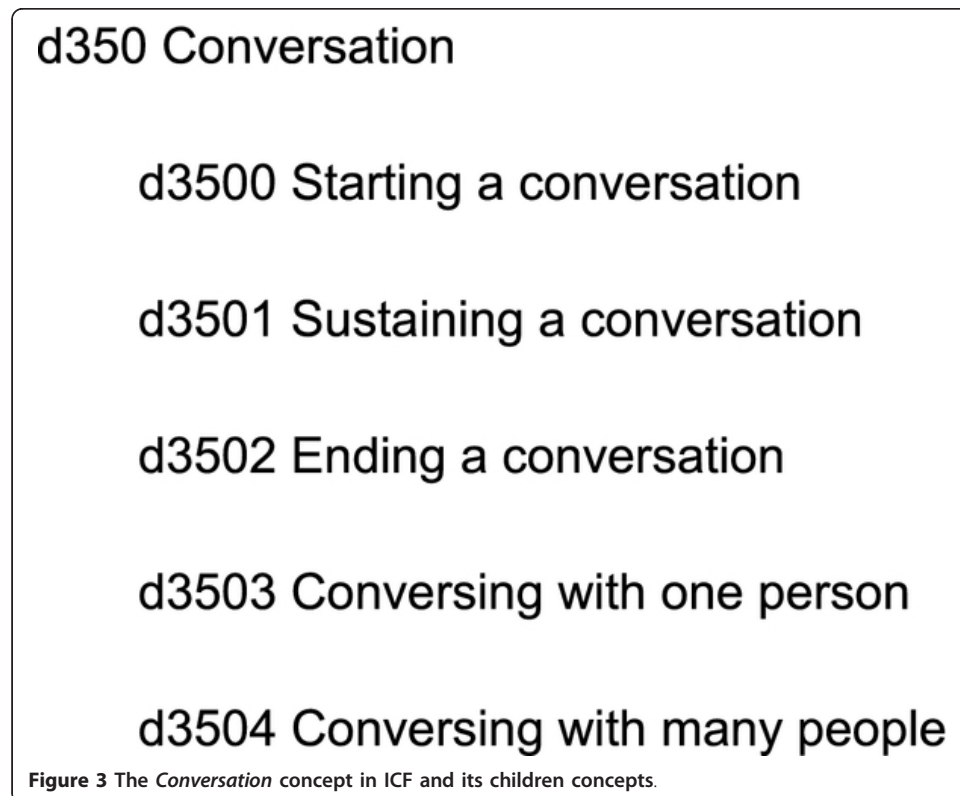 d350 Conversation
d3500 Starting a conversation
d3501 Sustaining a conversation
d3502 Ending a conversation
d3503 Conversing with one person
d3504 Conversing with many people
Figure 3 The Conversation concept in ICF and its children concepts.